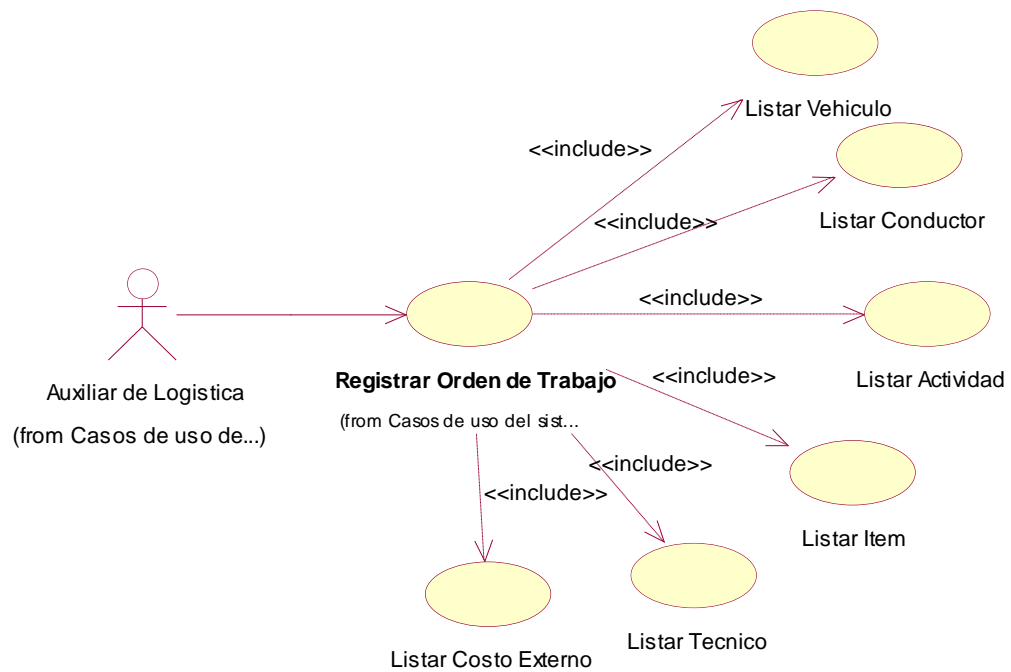 Listar Vehiculo
<<include>>
Listar Conductor
<<include>>
<<include>>
Listar Actividad
Auxiliar de Logistica
(from Casos de uso de...)
Registrar Orden de Trabajo
(from Casos de uso del sist...
<<include>>
Listar Item
<<include>>
Listar Tecnico
<<include>>
Listar Costo Externo